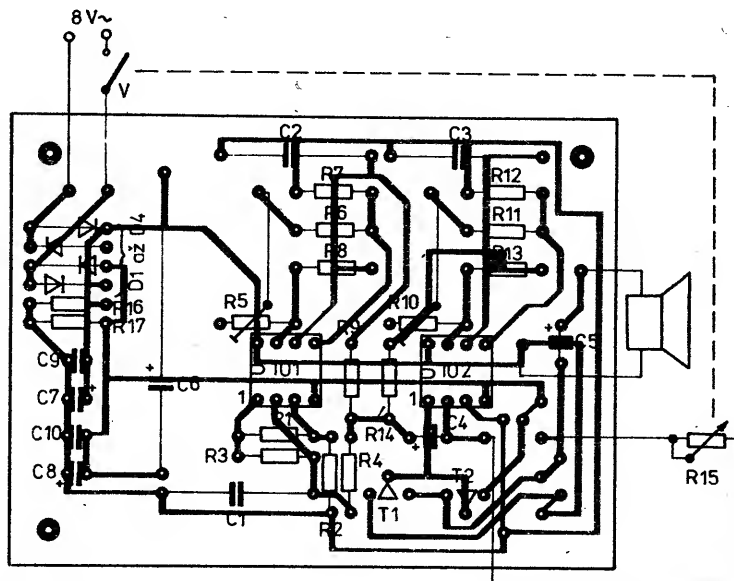 8 V~
V
C2
C3
R7
R12
R6
R11
R8
R13
D1 až D4
R16
R17
R5
R10
R9
C5
C9
C7
C6
IO1
IO2
1
1
C10
C8
R1
R3
R4
R14
C4
T2
T1
R2
C1
R15